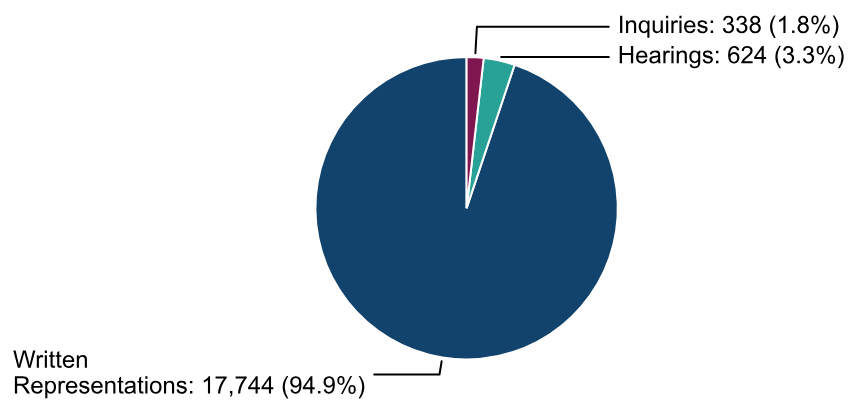 Inquiries: 338 (1.8%)
Hearings: 624 (3.3%)
Written
Representations: 17,744 (94.9%)